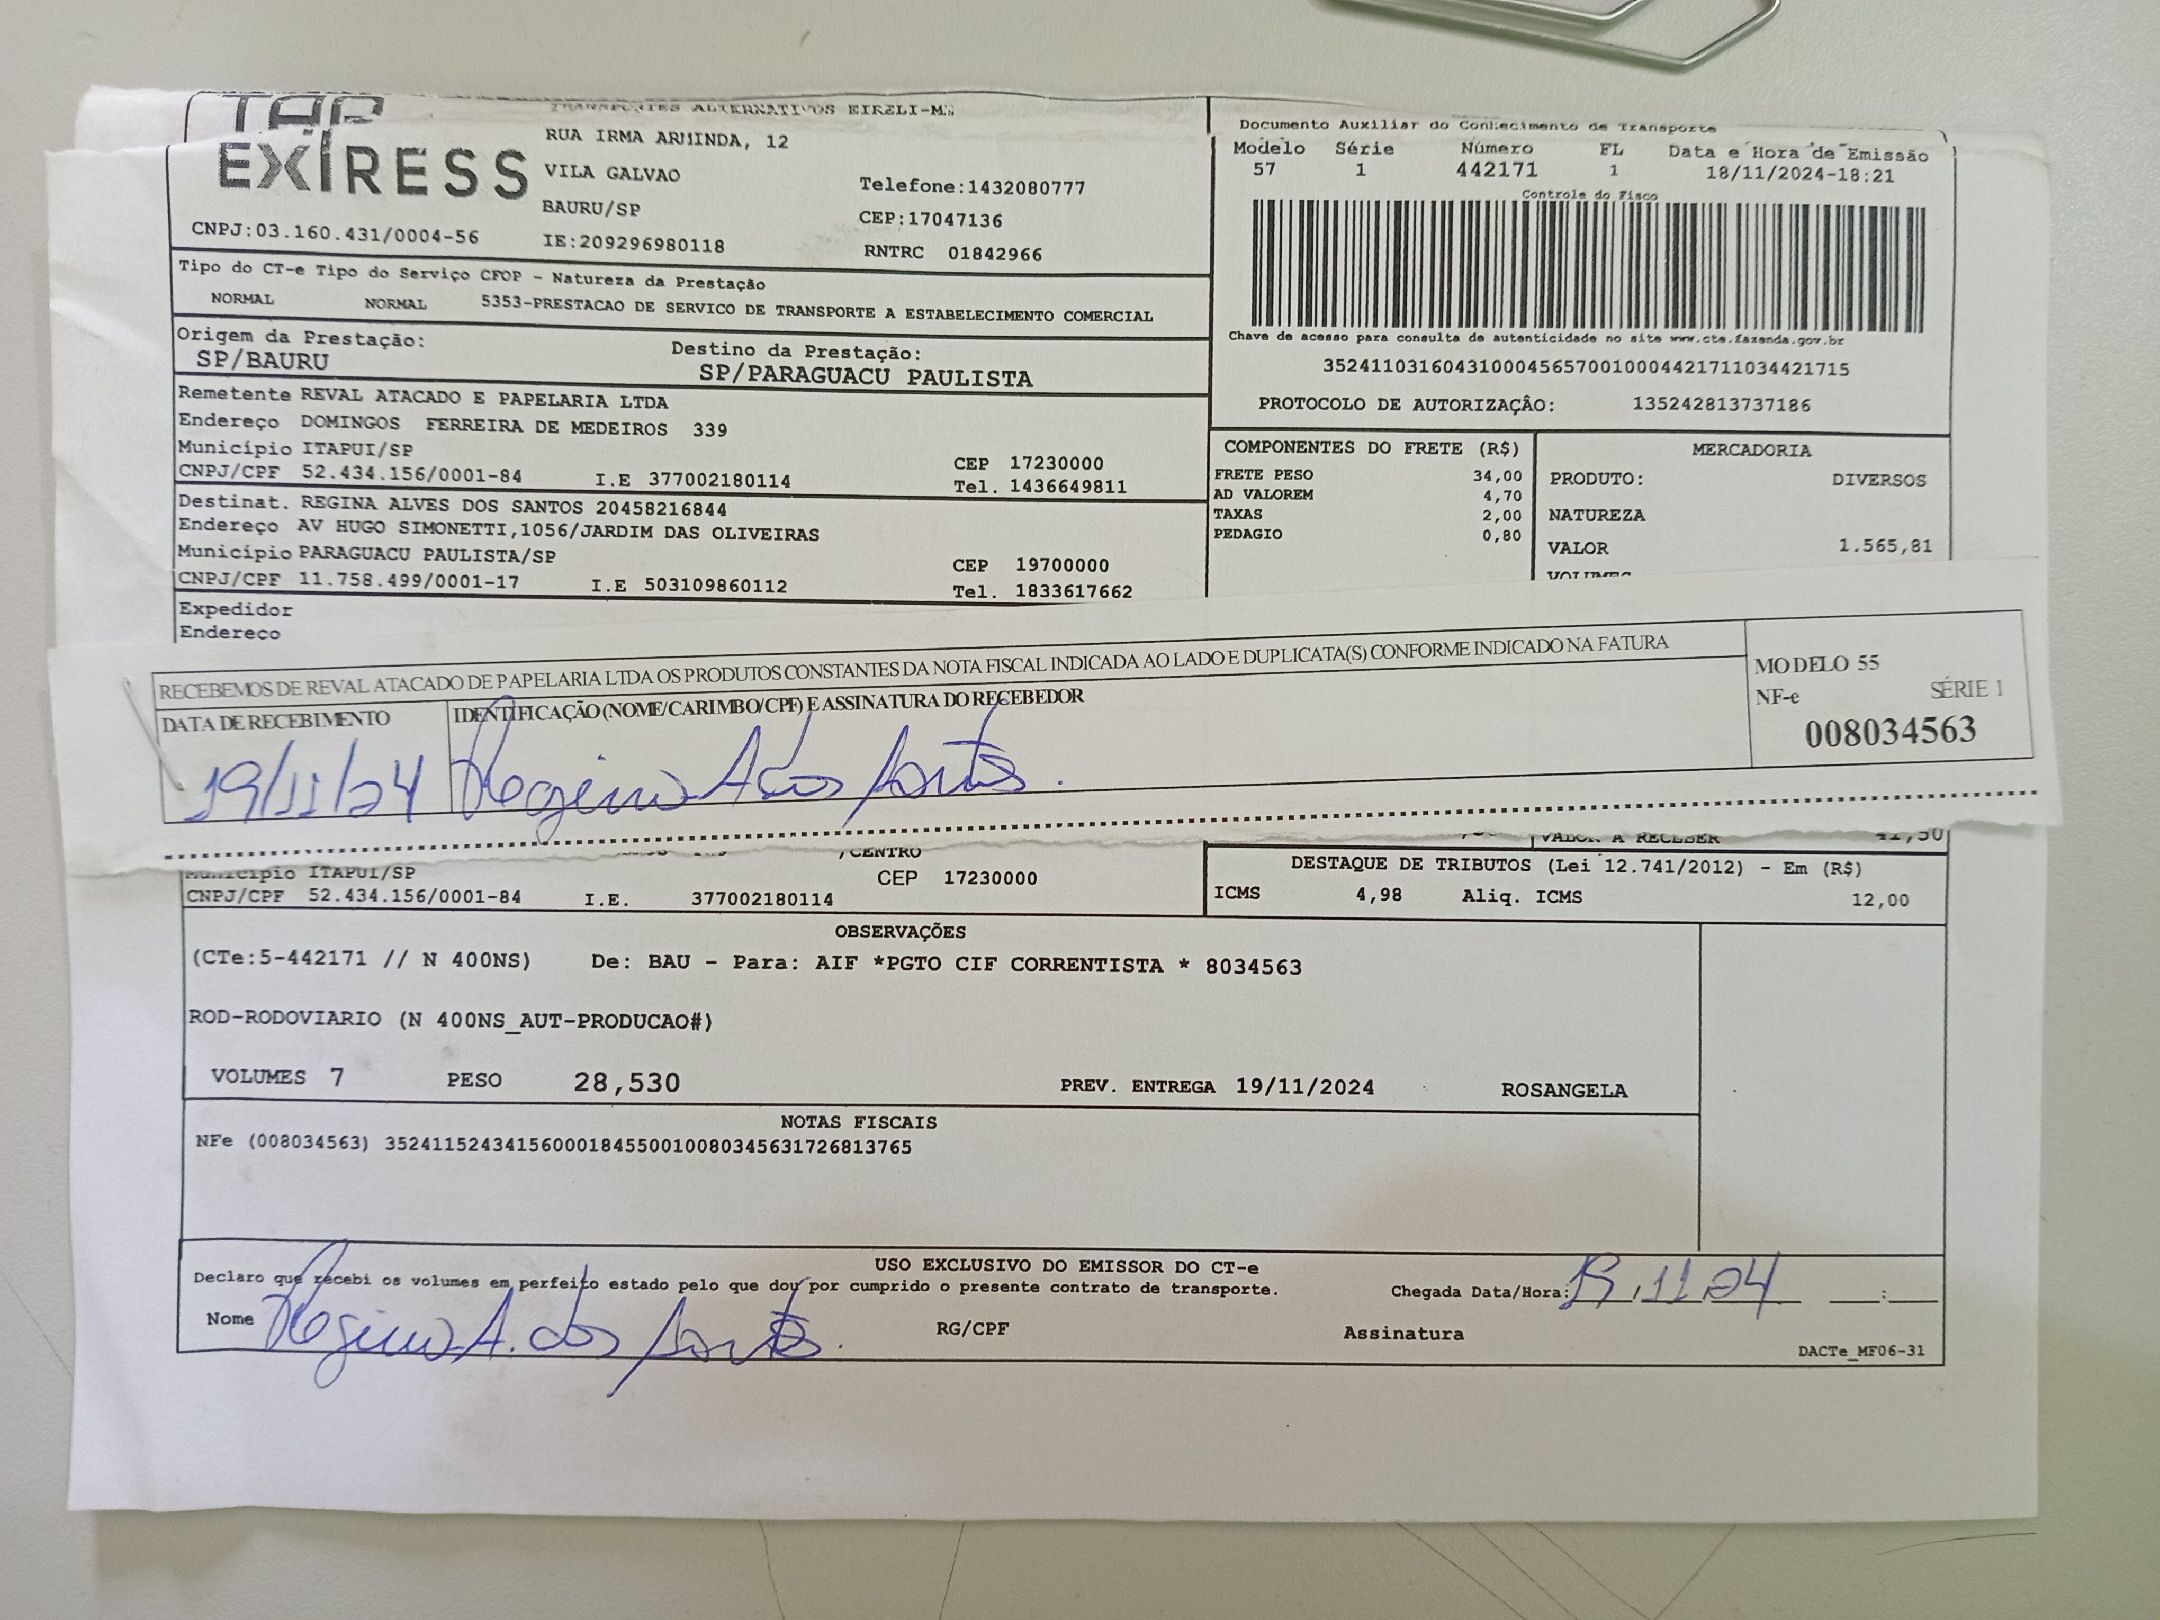 TAP
EXPRESS
TRANSPORTES ALTERNATIVOS EIRELI-ME
RUA IRMA ARMINDA, 12
VILA GALVAO
BAURU/SP
Telefone:1432080777
CEP:17047136
CNPJ:03.160.431/0004-56
IE:209296980118
RNTRC 01842966
Documento Auxiliar do Conhecimento de Transporte
Modelo Série Número FL Data e Hora de Emissão
57 1 442171 1 18/11/2024-18:21
Controle do Fisco
Chave de acesso para consulta de autenticidade no site www.cte.fazenda.gov.br
35241103160431000456570010004421711034421715
PROTOCOLO DE AUTORIZAÇÂO: 135242813737186
Tipo do CT-e Tipo do Serviço CFOP - Natureza da Prestação
NORMAL NORMAL 5353-PRESTACAO DE SERVICO DE TRANSPORTE A ESTABELECIMENTO COMERCIAL
Origem da Prestação:
SP/BAURU
Destino da Prestação:
SP/PARAGUACU PAULISTA
Remetente REVAL ATACADO E PAPELARIA LTDA
Endereço DOMINGOS FERREIRA DE MEDEIROS 339
Município ITAPUI/SP
CEP 17230000
CNPJ/CPF 52.434.156/0001-84 I.E 377002180114
Tel. 1436649811
Destinat. REGINA ALVES DOS SANTOS 20458216844
Endereço AV HUGO SIMONETTI,1056/JARDIM DAS OLIVEIRAS
Município PARAGUACU PAULISTA/SP
CEP 19700000
CNPJ/CPF 11.758.499/0001-17 I.E 503109860112
Tel. 1833617662
Expedidor
Endereço
COMPONENTES DO FRETE (R$)
FRETE PESO 34,00
AD VALOREM 4,70
TAXAS 2,00
PEDAGIO 0,80
MERCADORIA
PRODUTO: DIVERSOS
NATUREZA
VALOR 1.565,81
RECEBEMOS DE REVAL ATACADO DE PAPELARIA LTDA OS PRODUTOS CONSTANTES DA NOTA FISCAL INDICADA AO LADO E DUPLICATA(S) CONFORME INDICADO NA FATURA
DATA DE RECEBIMENTO
IDENTIFICAÇÃO (NOME/CARIMBO/CPF) E ASSINATURA DO RECEBEDOR
19/11/24
Regina A dos Santos.
MODELO 55
NF-e SÉRIE 1
008034563
VALOR A RECEBER 41,50
/CENTRO
Município ITAPUI/SP
CEP 17230000
CNPJ/CPF 52.434.156/0001-84 I.E. 377002180114
DESTAQUE DE TRIBUTOS (Lei 12.741/2012) - Em (R$)
ICMS 4,98 Aliq. ICMS 12,00
OBSERVAÇÕES
(CTe:5-442171 // N 400NS) De: BAU - Para: AIF *PGTO CIF CORRENTISTA * 8034563
ROD-RODOVIARIO (N 400NS_AUT-PRODUCAO#)
VOLUMES 7 PESO 28,530 PREV. ENTREGA 19/11/2024 ROSANGELA
NOTAS FISCAIS
NFe (008034563) 35241152434156000184550010080345631726813765
USO EXCLUSIVO DO EMISSOR DO CT-e
Declaro que recebi os volumes em perfeito estado pelo que dou por cumprido o presente contrato de transporte.
Chegada Data/Hora: 19.11.24 :
Nome Regina A. dos Santos.
RG/CPF
Assinatura
DACTe_MF06-31